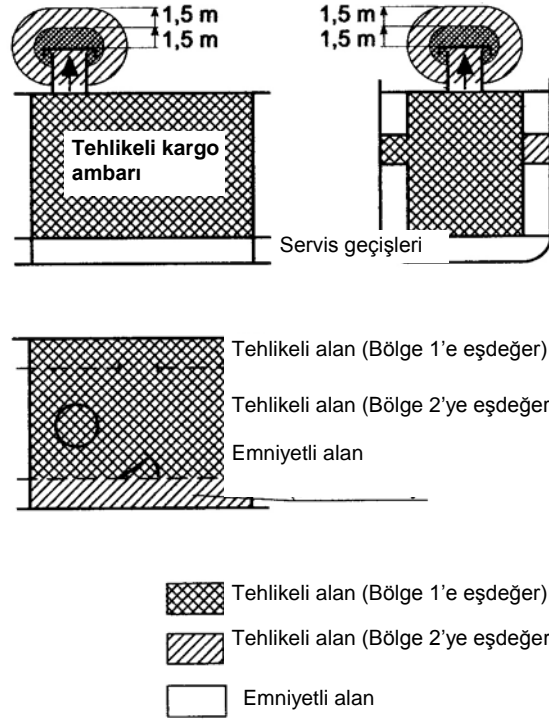 1,5 m
1,5 m
1,5 m
1,5 m
Tehlikeli kargo
ambarı
Servis geçişleri
Tehlikeli alan (Bölge 1’e eşdeğer)
Tehlikeli alan (Bölge 2’ye eşdeğer
Emniyetli alan
Tehlikeli alan (Bölge 1’e eşdeğer)
Tehlikeli alan (Bölge 2’ye eşdeğer
Emniyetli alan